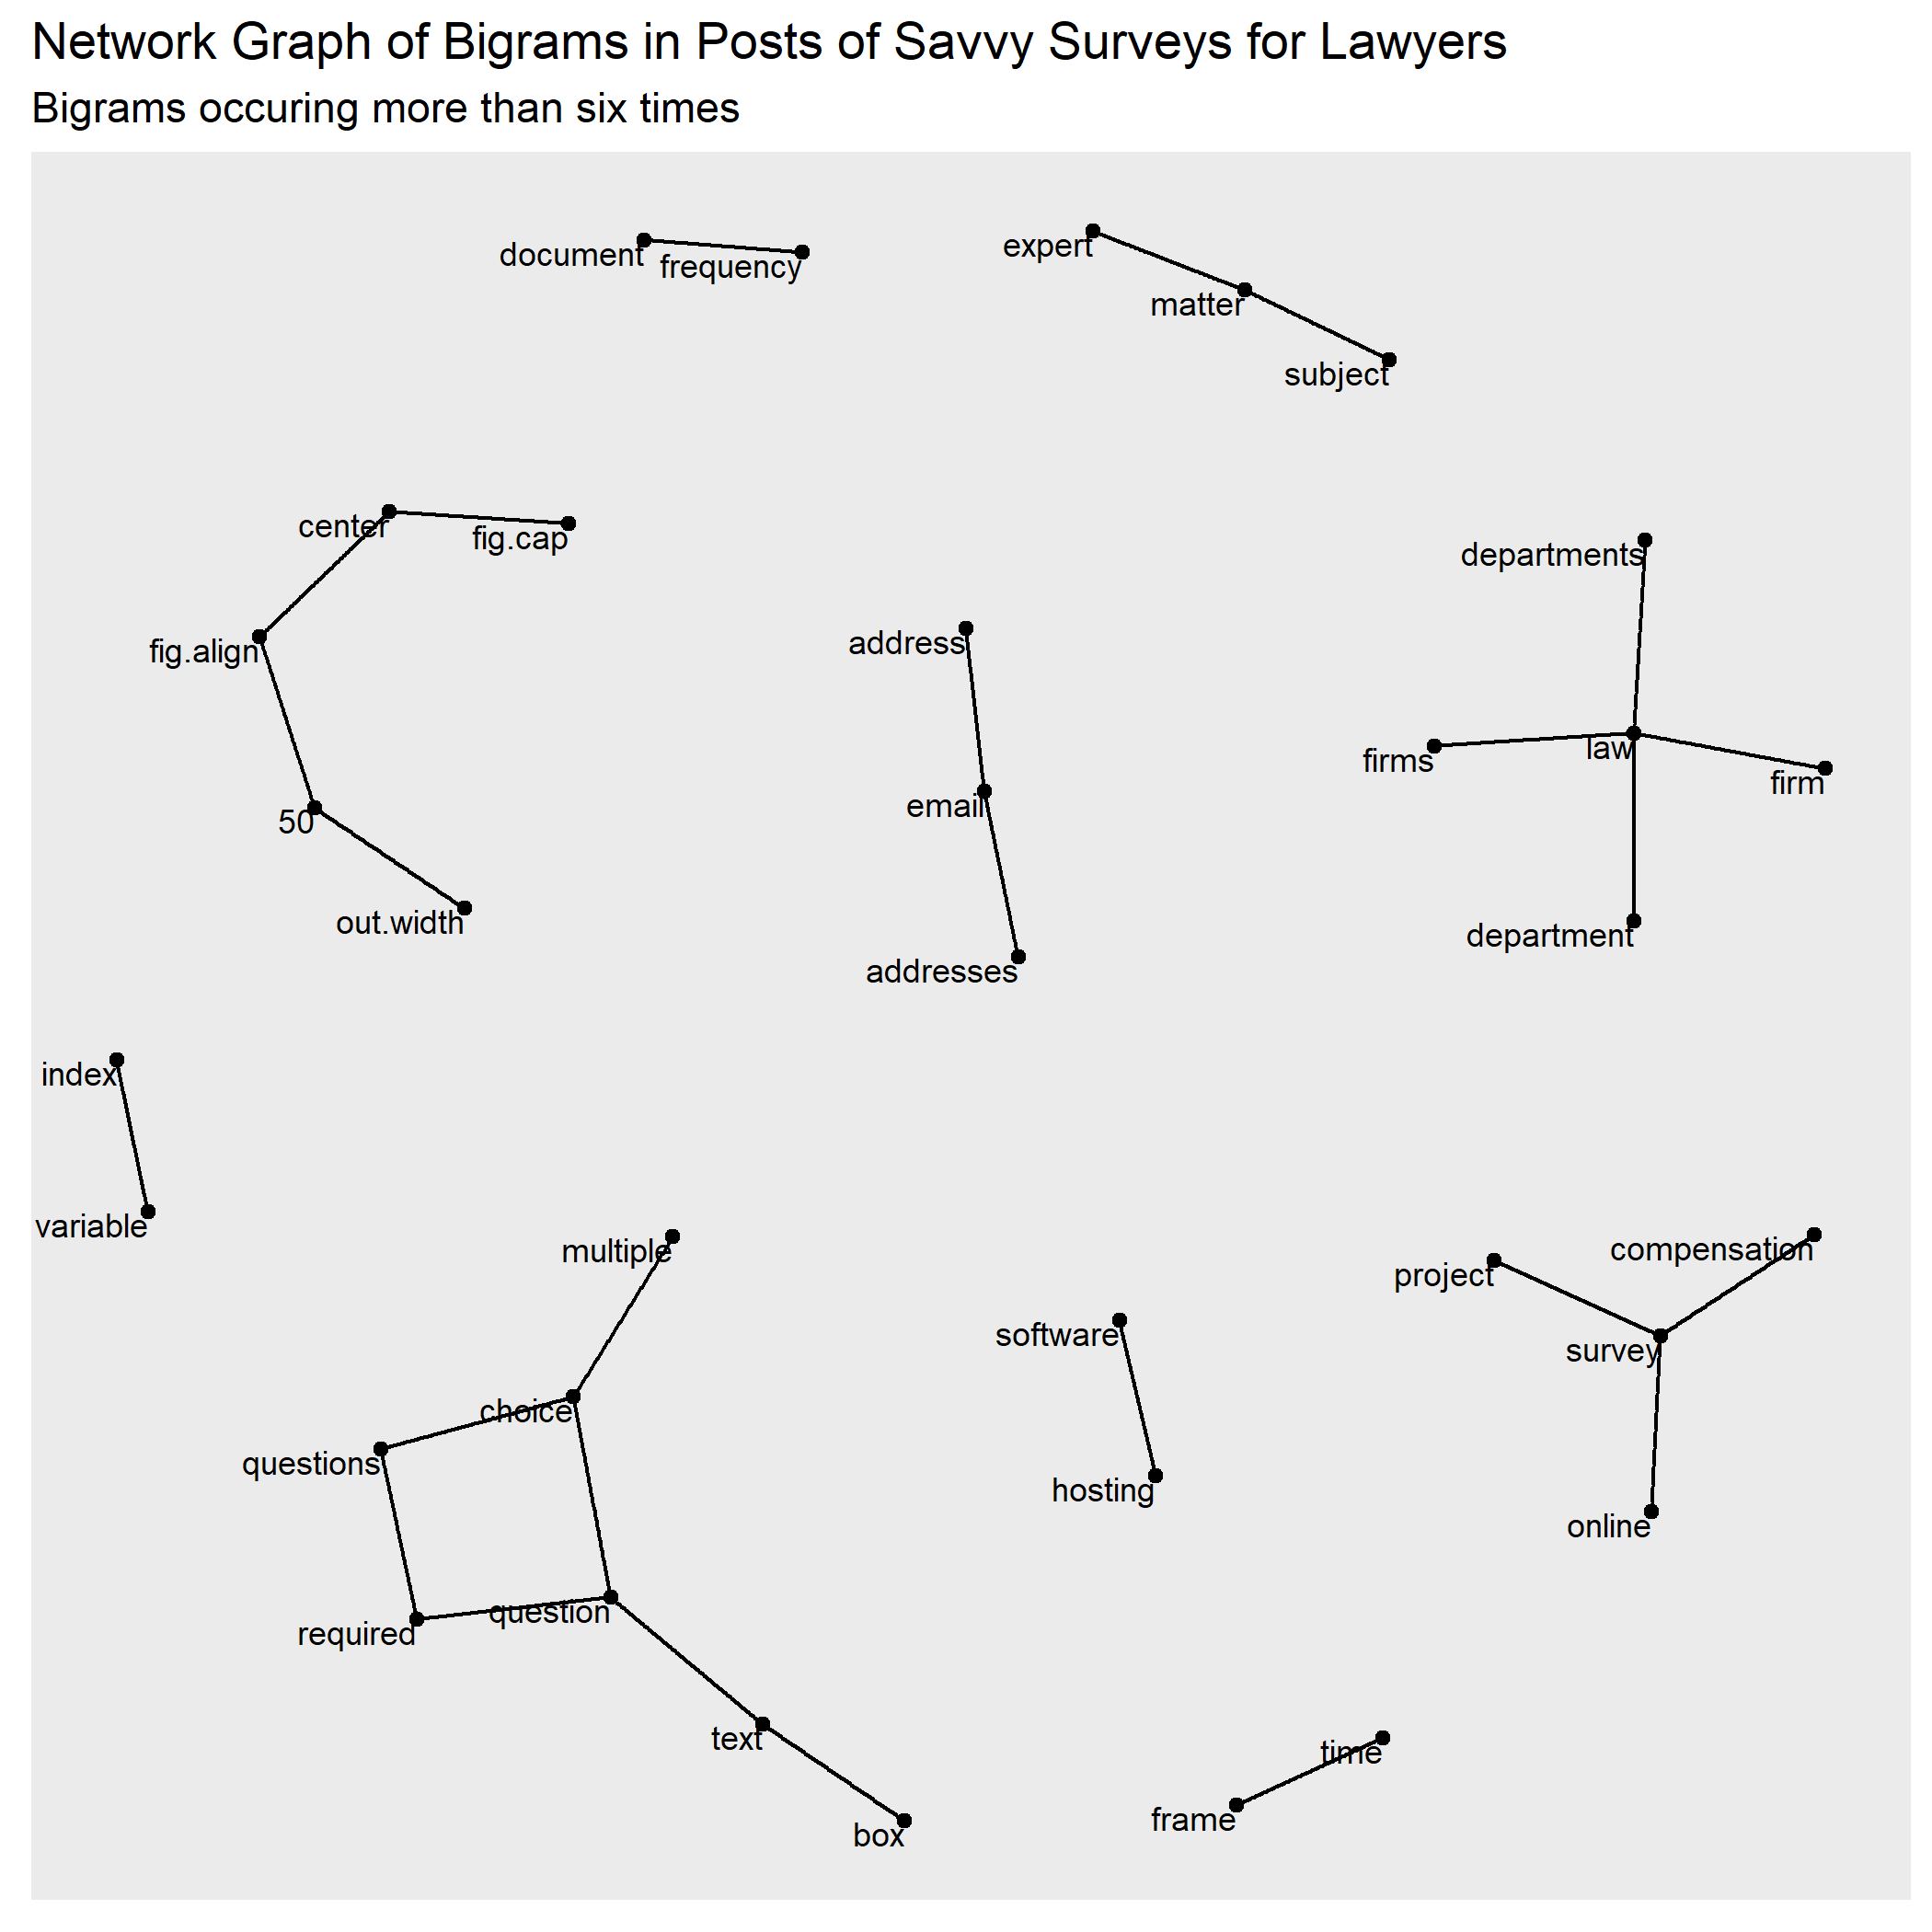 Network Graph of Bigrams in Posts of Savvy Surveys for Lawyers
Bigrams occuring more than six times
document
frequency
expert
matter
subject
center
fig.cap
fig.align
50
out.width
address
email
addresses
departments
firms
law
firm
department
index
variable
multiple
choice
questions
required
question
text
box
software
hosting
compensation
project
survey
online
time
frame